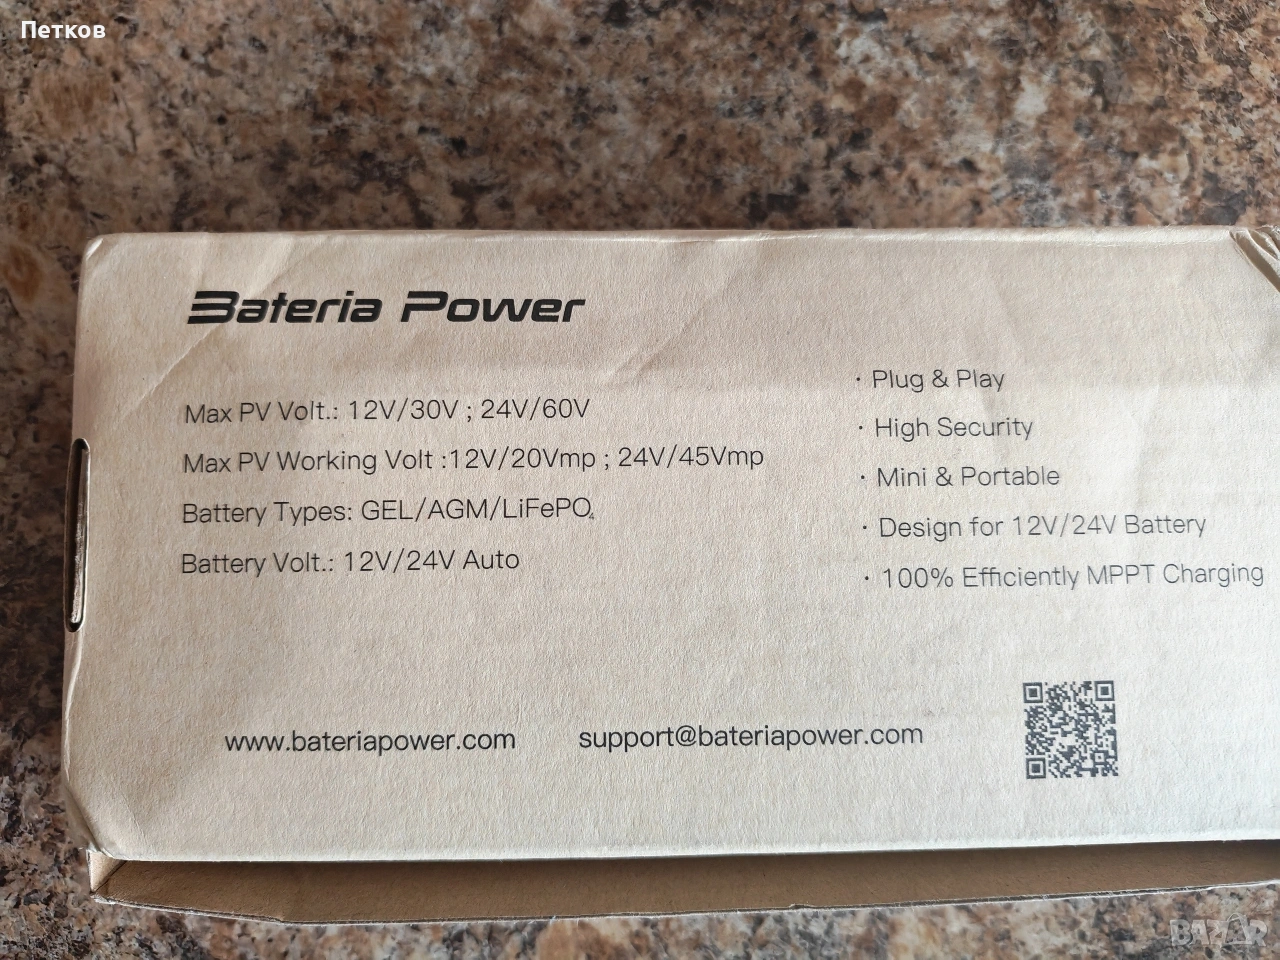 Петков
Bateria Power
Max PV Volt.: 12V/30V ; 24V/60V
Max PV Working Volt :12V/20Vmp ; 24V/45Vmp
Battery Types: GEL/AGM/LiFePO₄
Battery Volt.: 12V/24V Auto
· Plug & Play
· High Security
· Mini & Portable
· Design for 12V/24V Battery
· 100% Efficiently MPPT Charging
www.bateriapower.com
support@bateriapower.com
BAZAR